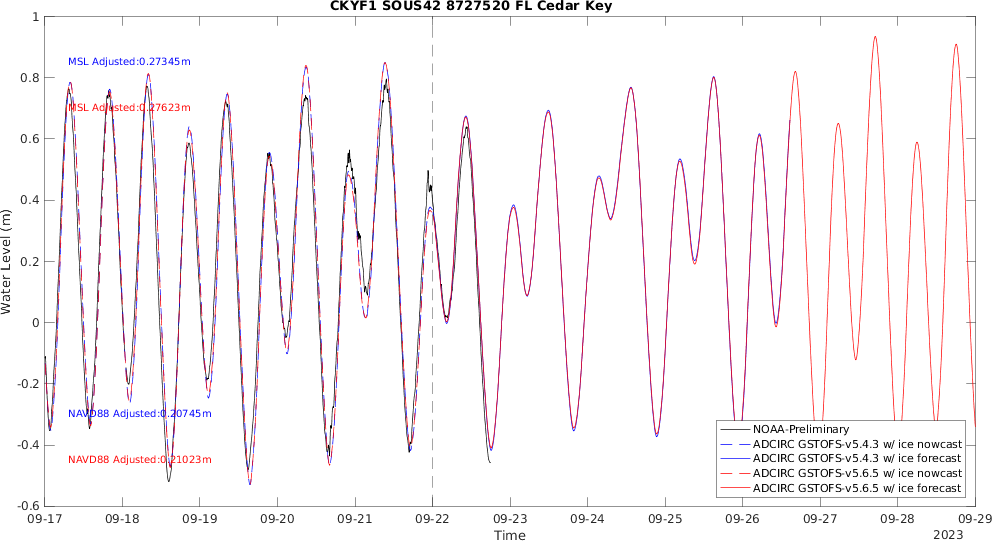 CKYF1 SOUS42 8727520 FL Cedar Key
1
0.8
0.6
0.4
0.2
0
-0.2
-0.4
-0.6
Water Level (m)
MSL Adjusted:0.27345m
MSL Adjusted:0.27623m
NAVD88 Adjusted:0.20745m
NAVD88 Adjusted:0.21023m
NOAA-Preliminary
ADCIRC GSTOFS-v5.4.3 w/ ice nowcast
ADCIRC GSTOFS-v5.4.3 w/ ice forecast
ADCIRC GSTOFS-v5.6.5 w/ ice nowcast
ADCIRC GSTOFS-v5.6.5 w/ ice forecast
09-17 09-18 09-19 09-20 09-21 09-22 09-23 09-24 09-25 09-26 09-27 09-28 09-29
Time
2023